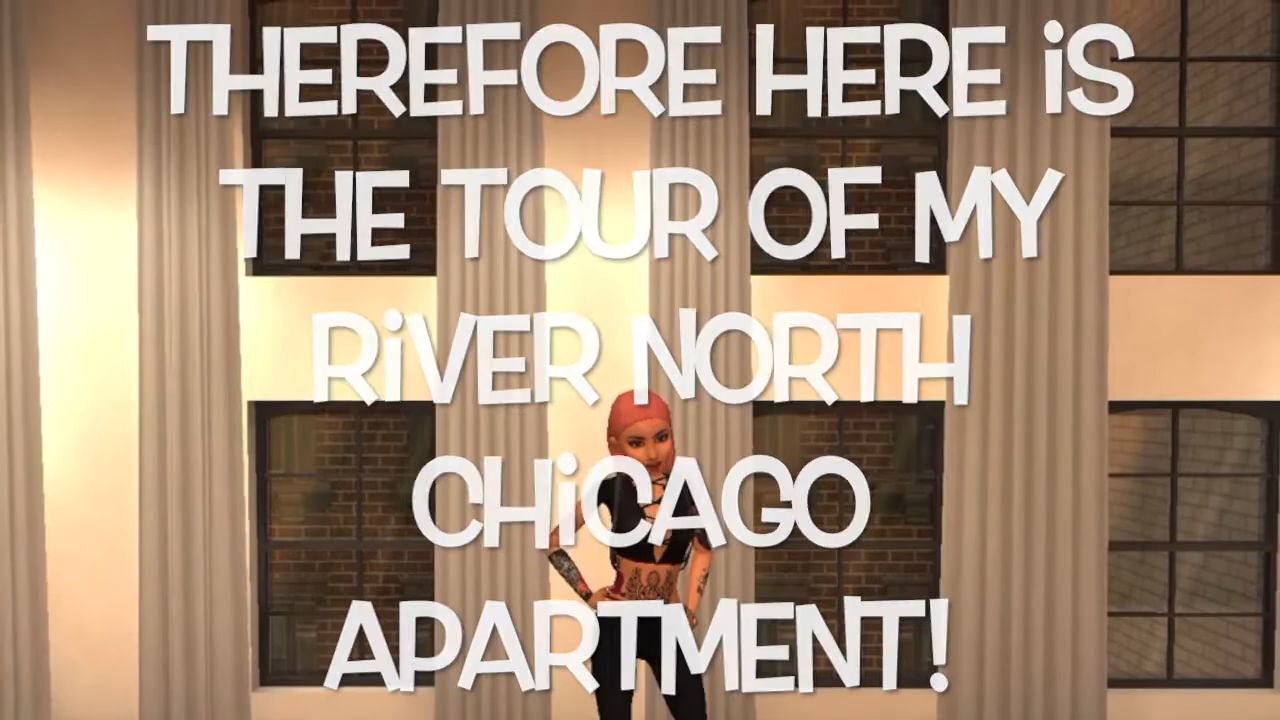 THEREFORE HERE iS
THE TOUR OF MY
RiVER NORTH
CHiCAGO
APARTMENT!